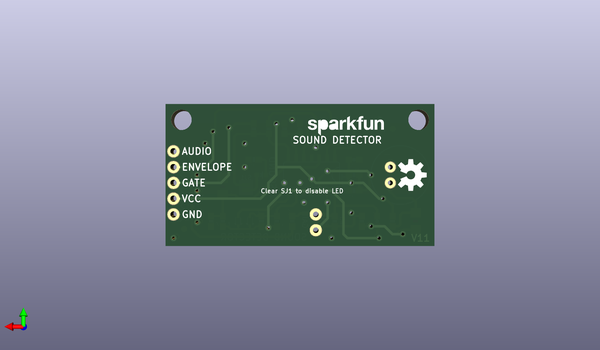 sparkfun
SOUND DETECTOR
AUDIO
ENVELOPE
GATE
VCC
GND
Clear SJ1 to disable LED
V11